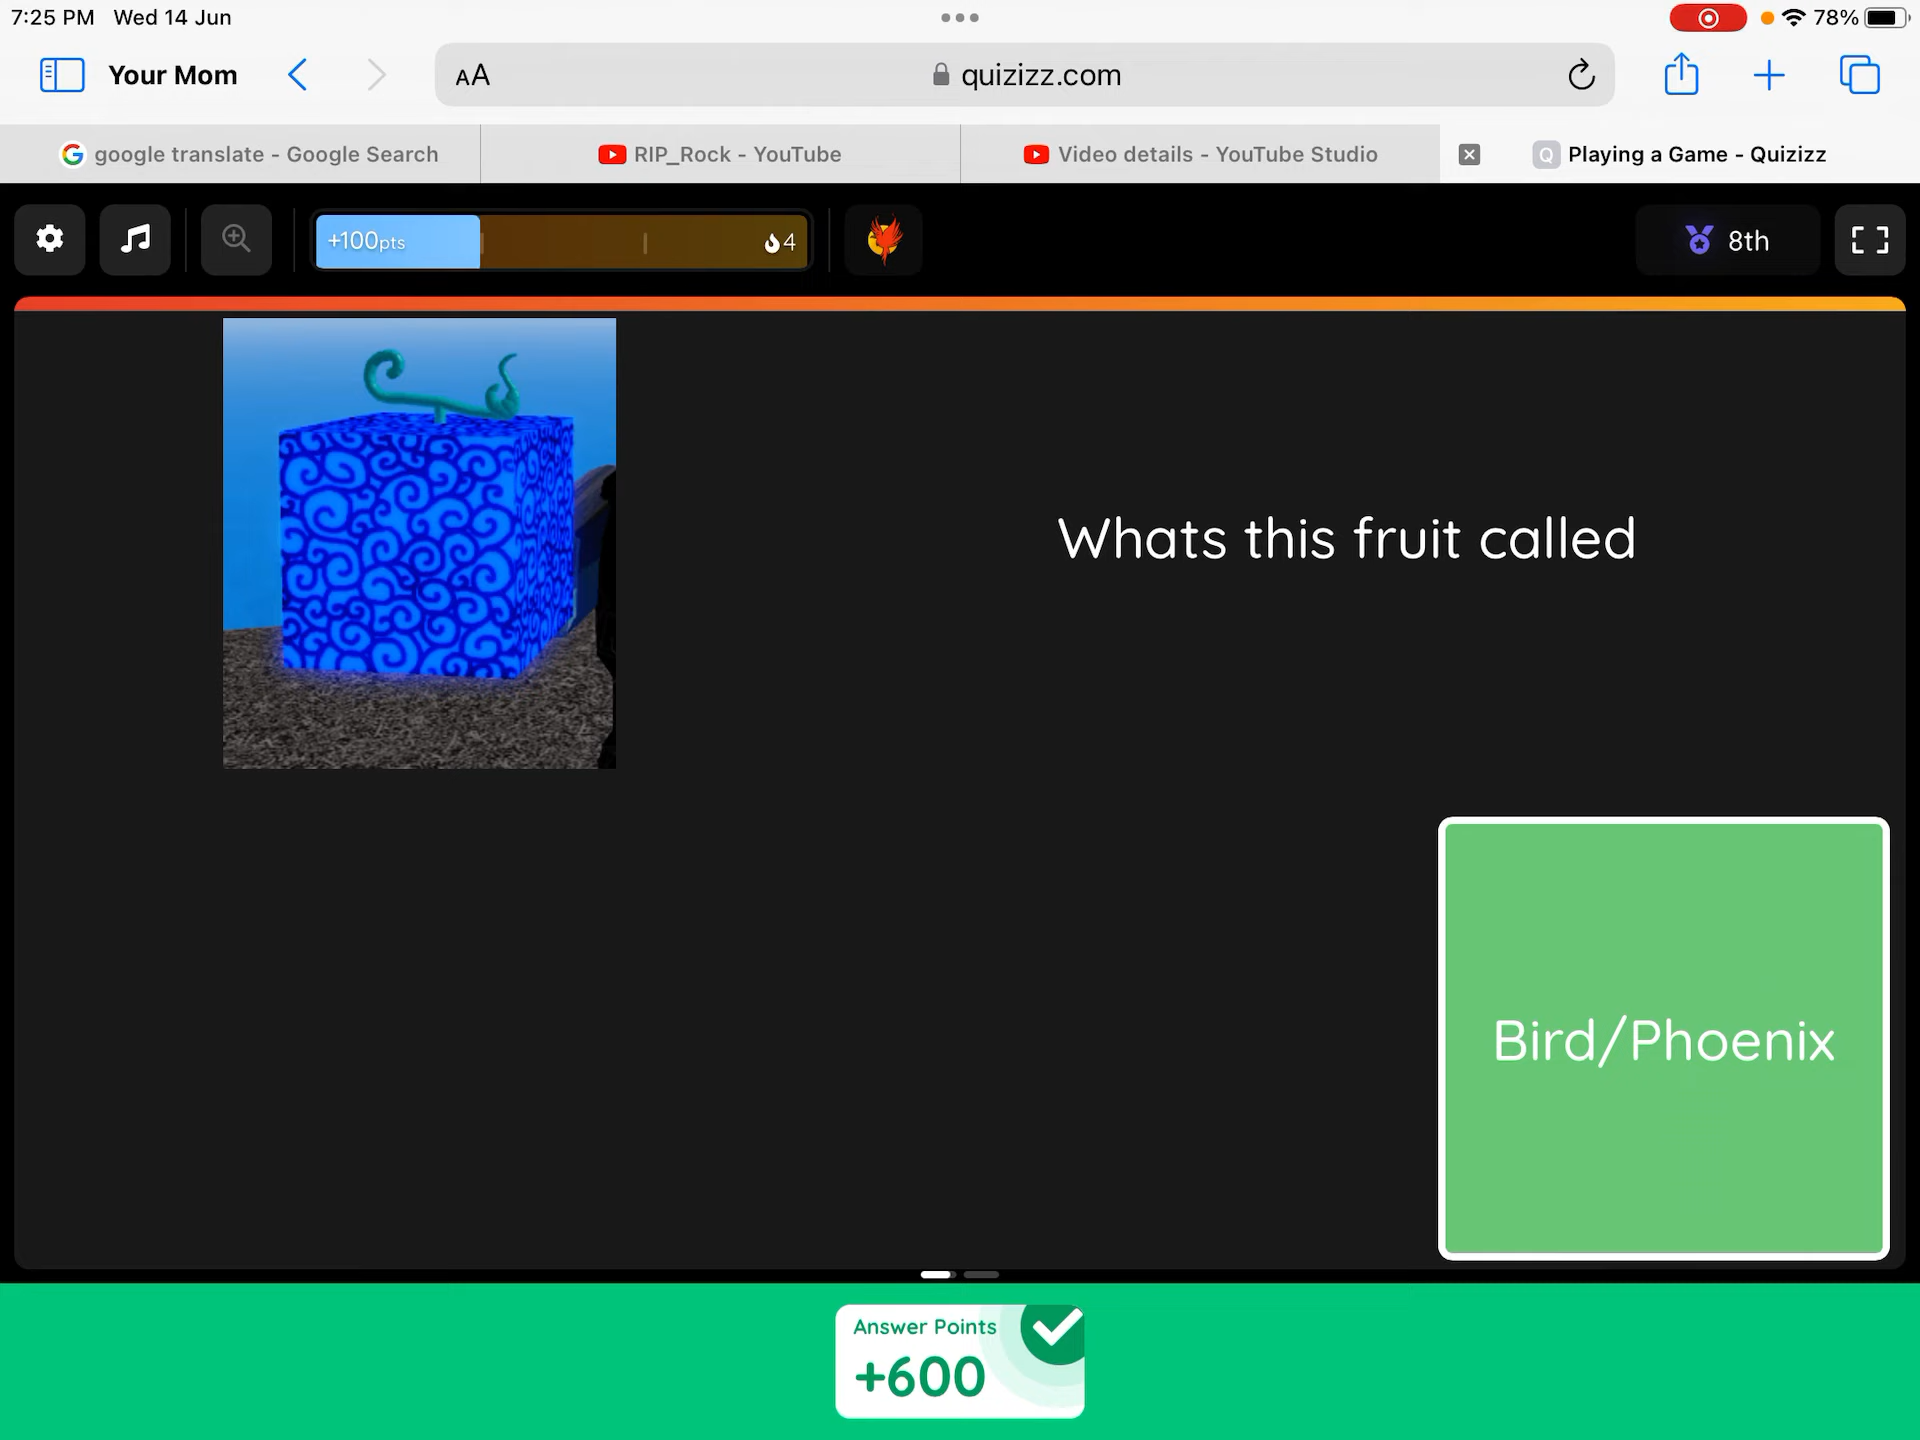 7:25 PM Wed 14 Jun
78%
Your Mom
AA
quizizz.com
google translate - Google Search
RIP_Rock - YouTube
Video details - YouTube Studio
Q
Playing a Game - Quizizz
+100pts
4
8th
Whats this fruit called
Bird/Phoenix
Answer Points
+600